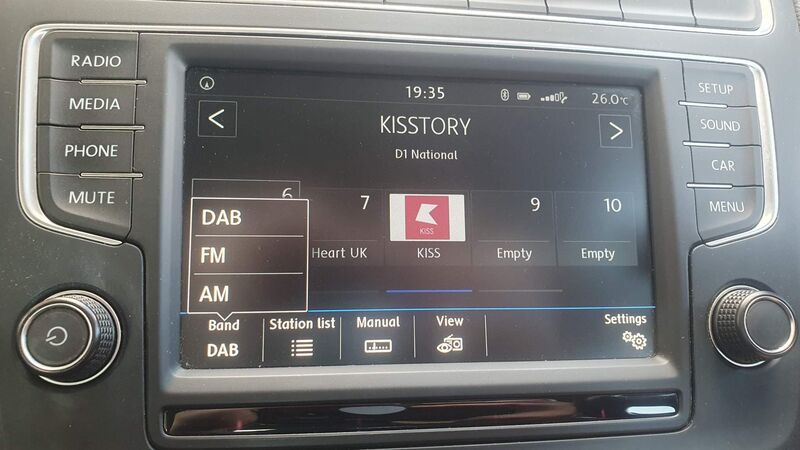 RADIO
MEDIA
PHONE
MUTE
SETUP
SOUND
CAR
MENU
19:35
26.0°C
<
KISSTORY
>
D1 National
6
7
9
10
KISS
Heart UK
KISS
Empty
Empty
DAB
FM
AM
Band
DAB
Station list
Manual
View
Settings